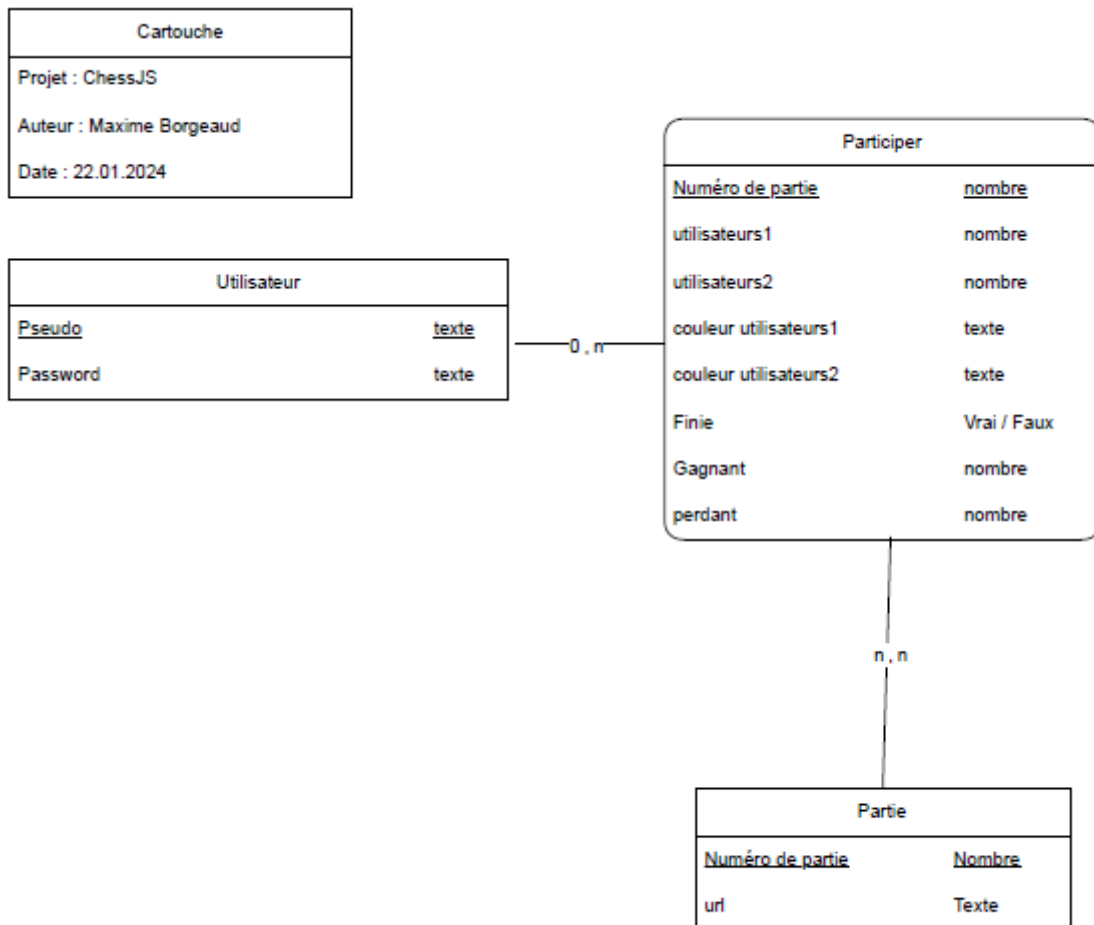 Cartouche
Projet : ChessJS
Auteur : Maxime Borgeaud
Date : 22.01.2024
Participer
Numéro de partie nombre
utilisateurs1 nombre
utilisateurs2 nombre
couleur utilisateurs1 texte
couleur utilisateurs2 texte
Finie Vrai / Faux
Gagnant nombre
perdant nombre
Utilisateur
Pseudo texte
Password texte
0 , n
n , n
Partie
Numéro de partie Nombre
url Texte